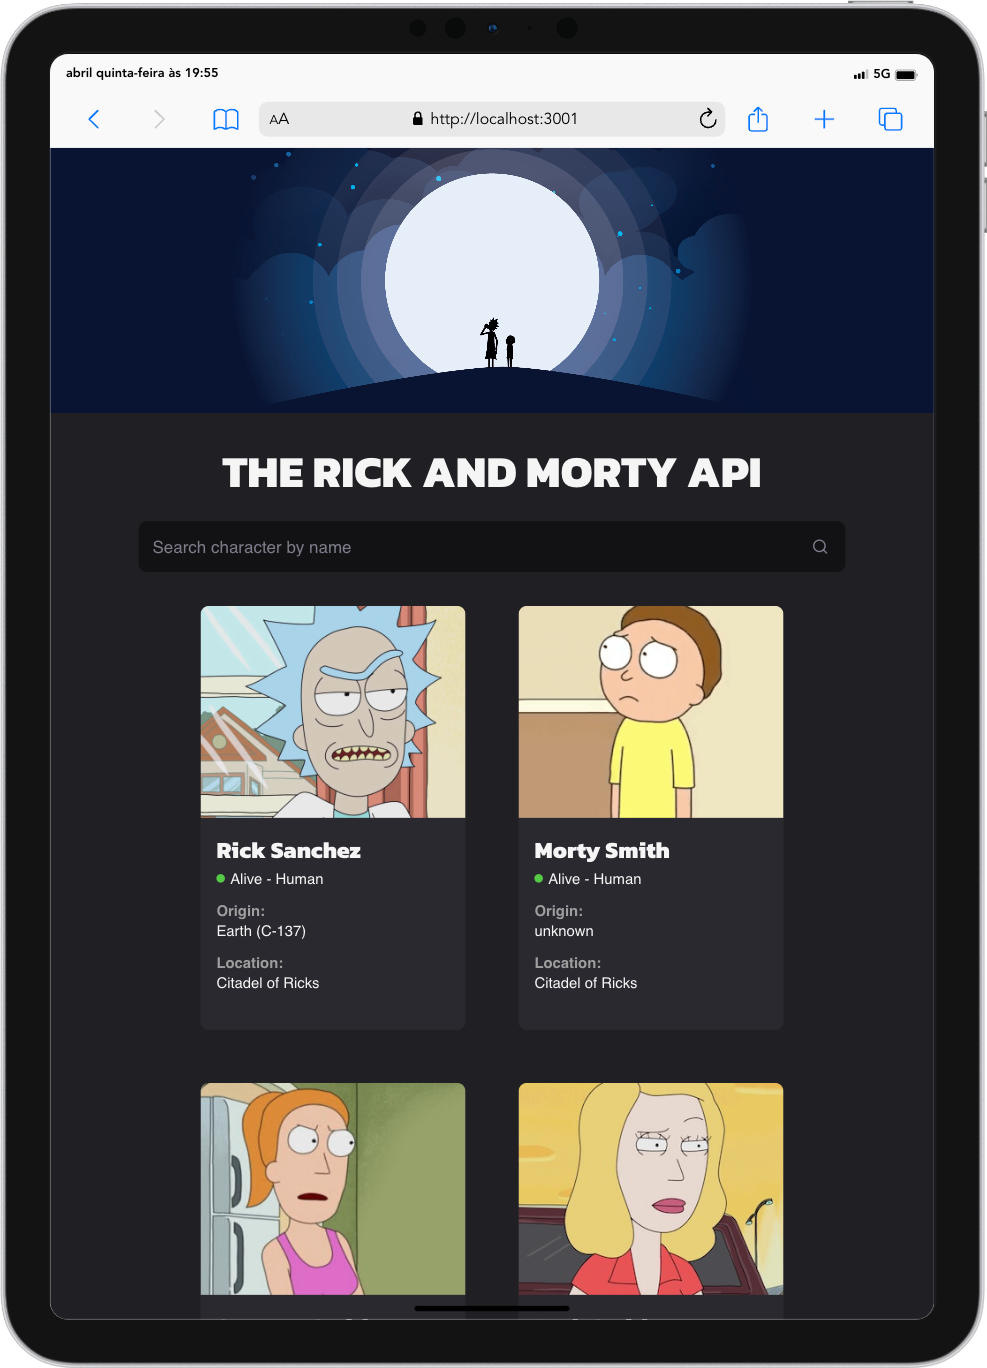 abril quinta-feira às 19:55
5G
AA
http://localhost:3001
THE RICK AND MORTY API
Search character by name
Rick Sanchez
Alive - Human
Origin:
Earth (C-137)
Location:
Citadel of Ricks
Morty Smith
Alive - Human
Origin:
unknown
Location:
Citadel of Ricks